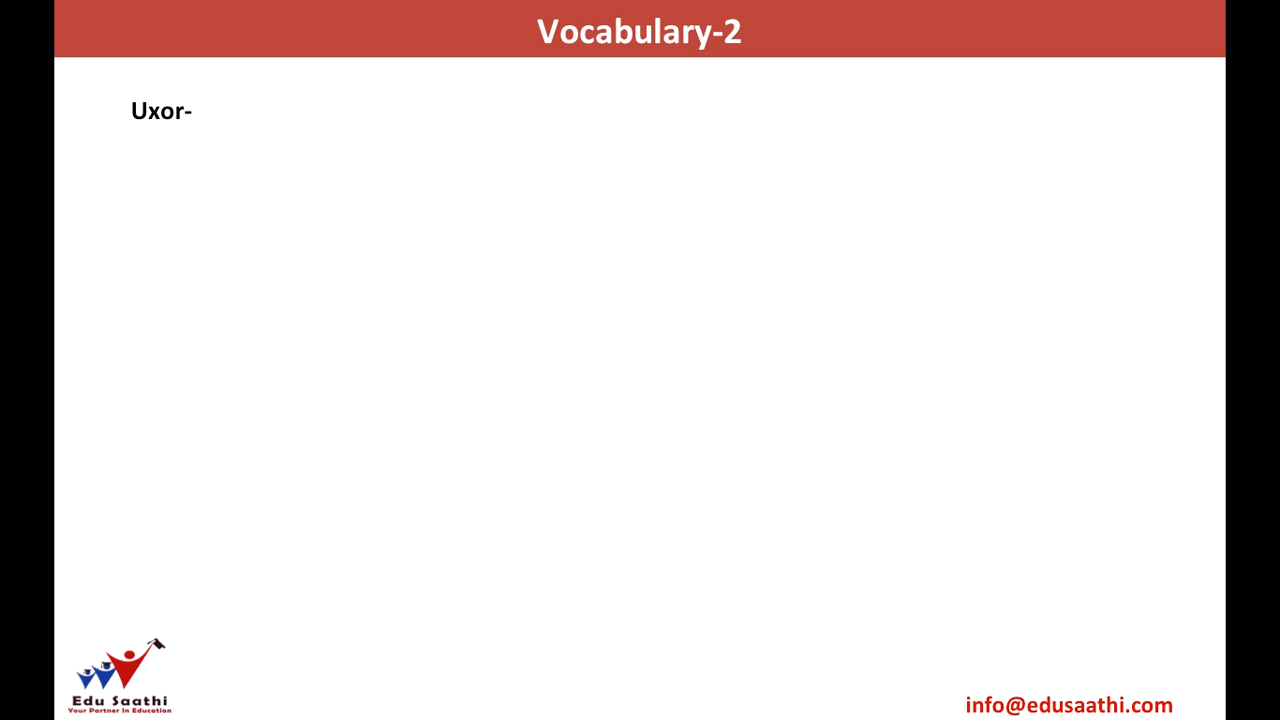 Vocabulary-2
Uxor-
Edu Saathi
Your Partner In Education
info@edusaathi.com